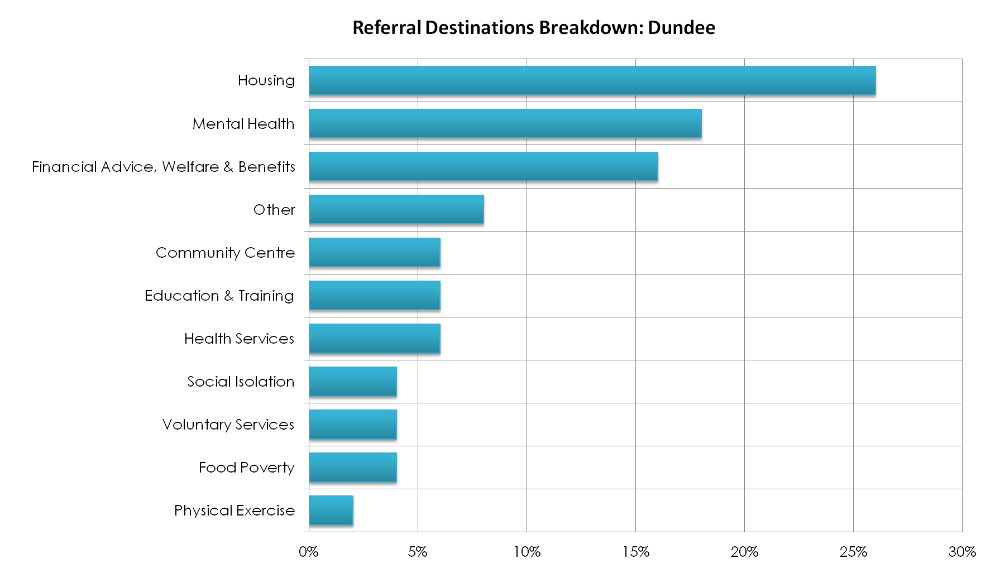 Referral Destinations Breakdown: Dundee
Housing
Mental Health
Financial Advice, Welfare & Benefits
Other
Community Centre
Education & Training
Health Services
Social Isolation
Voluntary Services
Food Poverty
Physical Exercise
0% 5% 10% 15% 20% 25% 30%